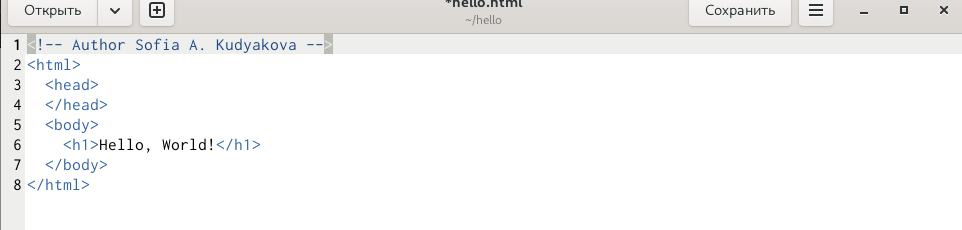 *hello.html
Открыть
Сохранить
~/hello
1 <!-- Author Sofia A. Kudyakova -->
2 <html>
3   <head>
4   </head>
5   <body>
6     <h1>Hello, World!</h1>
7   </body>
8 </html>